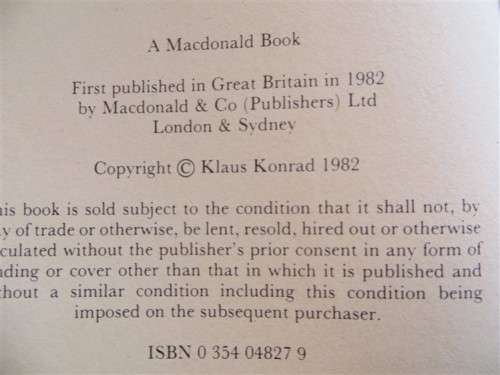 A Macdonald Book
First published in Great Britain in 1982
by Macdonald & Co (Publishers) Ltd
London & Sydney
Copyright © Klaus Konrad 1982
is book is sold subject to the condition that it shall not, by
y of trade or otherwise, be lent, resold, hired out or otherwise
culated without the publisher's prior consent in any form of
ding or cover other than that in which it is published and
hout a similar condition including this condition being
imposed on the subsequent purchaser.
ISBN 0 354 04827 9